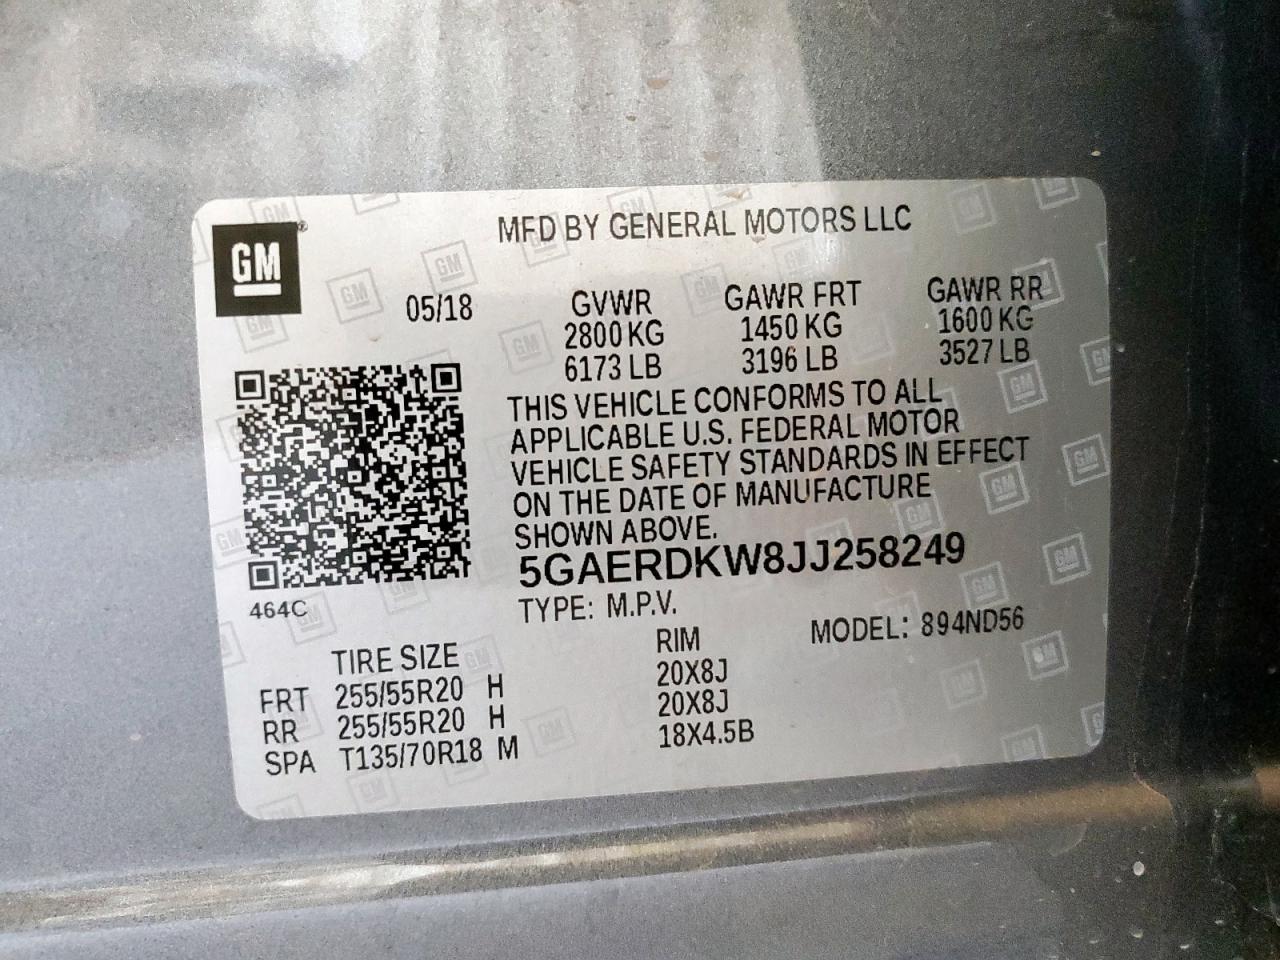 GM
MFD BY GENERAL MOTORS LLC
05/18
GVWR GAWR FRT GAWR RR
2800 KG 1450 KG 1600 KG
6173 LB 3196 LB 3527 LB
THIS VEHICLE CONFORMS TO ALL
APPLICABLE U.S. FEDERAL MOTOR
VEHICLE SAFETY STANDARDS IN EFFECT
ON THE DATE OF MANUFACTURE
SHOWN ABOVE.
5GAERDKW8JJ258249
464C
TYPE: M.P.V.
MODEL: 894ND56
TIRE SIZE RIM
FRT 255/55R20 H 20X8J
RR 255/55R20 H 20X8J
SPA T135/70R18 M 18X4.5B